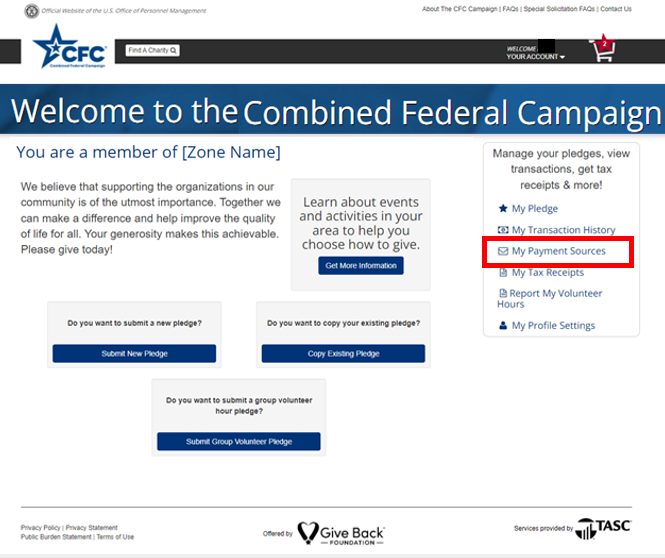 Official Website of the U.S. Office of Personnel Management
About The CFC Campaign | FAQs | Special Solicitation FAQs | Contact Us
CFC
Combined Federal Campaign
Find A Charity
WELCOME
YOUR ACCOUNT
2
Welcome to the Combined Federal Campaign
You are a member of [Zone Name]
We believe that supporting the organizations in our
community is of the utmost importance. Together we
can make a difference and help improve the quality
of life for all. Your generosity makes this achievable.
Please give today!
Learn about events
and activities in your
area to help you
choose how to give.
Get More Information
Manage your pledges, view
transactions, get tax
receipts & more!
My Pledge
My Transaction History
My Payment Sources
My Tax Receipts
Report My Volunteer
Hours
My Profile Settings
Do you want to submit a new pledge?
Submit New Pledge
Do you want to copy your existing pledge?
Copy Existing Pledge
Do you want to submit a group volunteer
hour pledge?
Submit Group Volunteer Pledge
Privacy Policy | Privacy Statement
Public Burden Statement | Terms of Use
Offered by
Give Back
FOUNDATION
Services provided by
TASC